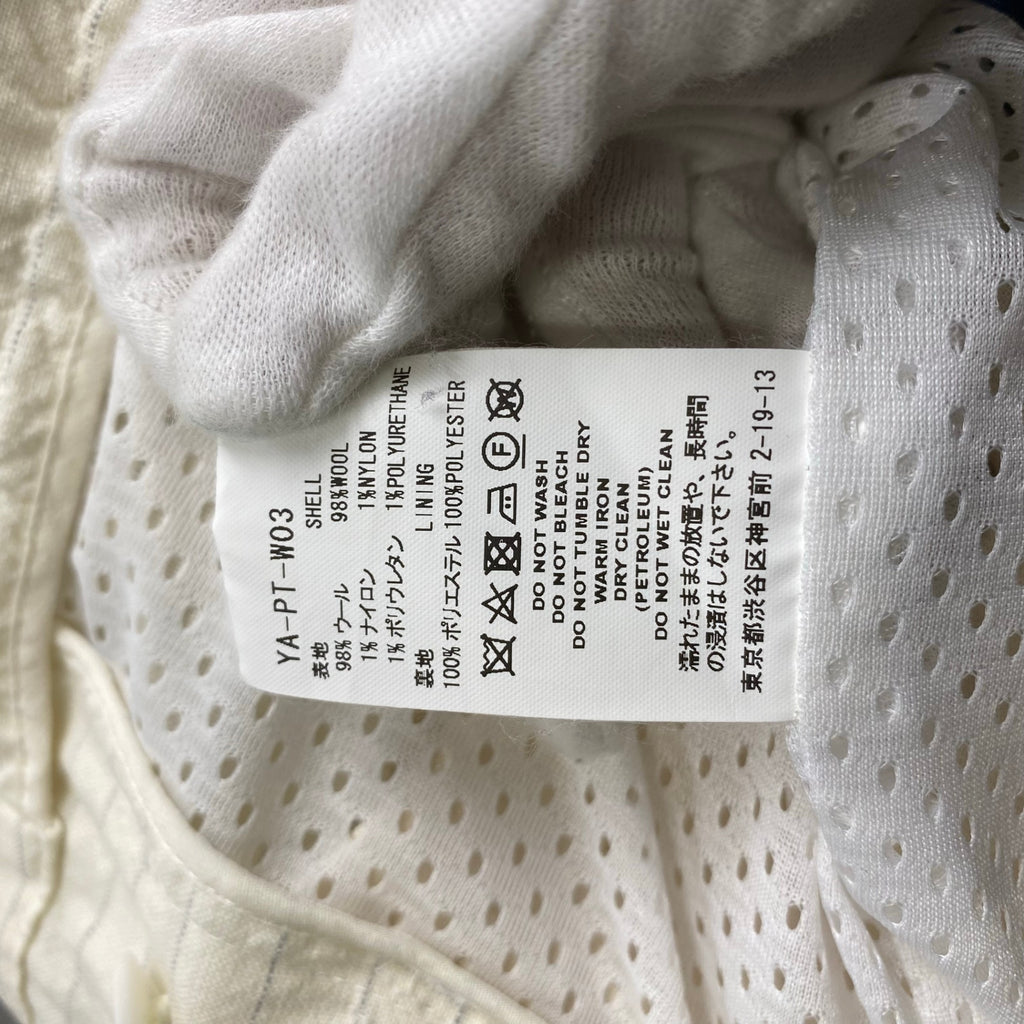 YA-PT-W03
表地 SHELL
98% ウール 98%WOOL
1% ナイロン 1%NYLON
1% ポリウレタン 1%POLYURETHANE
裏地 LINING
100% ポリエステル 100%POLYESTER
F
W
DO NOT WASH
DO NOT BLEACH
DO NOT TUMBLE DRY
WARM IRON
DRY CLEAN
(PETROLEUM)
DO NOT WET CLEAN
濡れたままの放置や、長時間
の浸漬はしないで下さい。
東京都渋谷区神宮前 2-19-13